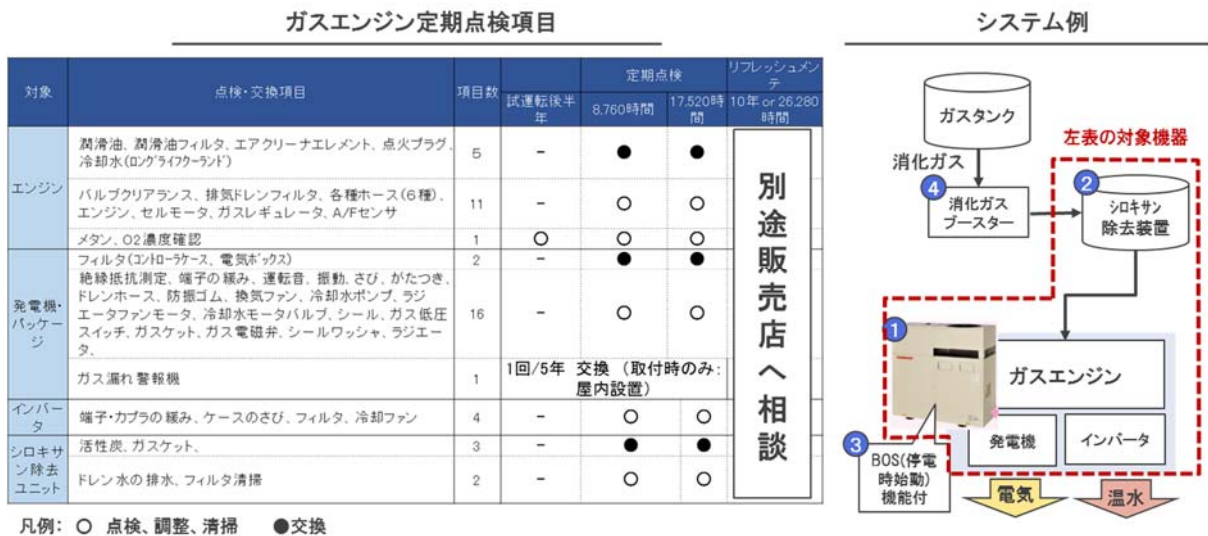 ガスエンジン定期点検項目
対象
点検・交換項目
項目数
試運転後半
年
定期点検
8,760時間
17,520時
間
リフレッシュメン
テ
10年 or 26,280
時間
エンジン
潤滑油、潤滑油フィルタ、エアクリーナエレメント、点火プラグ、
冷却水(ロングライフクーラント)
5
-
●
●
バルブクリアランス、排気ドレンフィルタ、各種ホース(6種)、
エンジン、セルモータ、ガスレギュレータ、A/Fセンサ
11
-
○
○
メタン、O2濃度確認
1
○
○
○
発電機・
パッケー
ジ
フィルタ(コントローラケース、電気ボックス)
2
-
●
●
絶縁抵抗測定、端子の緩み、運転音、振動、さび、がたつき、
ドレンホース、防振ゴム、換気ファン、冷却水ポンプ、ラジ
エータファンモータ、冷却水モータバルブ、シール、ガス低圧
スイッチ、ガスケット、ガス電磁弁、シールワッシャ、ラジエー
タ、
16
-
○
○
ガス漏れ警報機
1
1回/5年 交換 (取付時のみ:
屋内設置)
インバー
タ
端子・カプラの緩み、ケースのさび、フィルタ、冷却ファン
4
-
○
○
シロキサ
ン除去
ユニット
活性炭、ガスケット、
3
-
●
●
ドレン水の排水、フィルタ清掃
2
-
○
○
別途販売店へ相談
凡例: ○ 点検、調整、清掃 ●交換
システム例
ガスタンク
左表の対象機器
消化ガス
4
消化ガス
ブースター
2
シロキサン
除去装置
1
ガスエンジン
発電機
インバータ
3
BOS(停電
時始動)
機能付
電気
温水